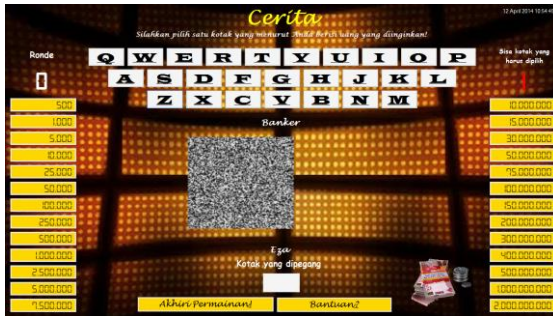 Cerita
12 April 2014 10:54:49
Silahkan pilih satu kotak yang menurut Anda berisi uang yang diinginkan!
Ronde
0
Q W E R T Y U I O P
A S D F G H J K L
Z X C V B N M
Sisa kotak yang
harus dipilih
1
500
1.000
5.000
10.000
25.000
50.000
100.000
250.000
500.000
1.000.000
2.500.000
5.000.000
7.500.000
Banker
Eza
Kotak yang dipegang
Akhiri Permainan!
Bantuan?
10.000.000
15.000.000
30.000.000
50.000.000
75.000.000
100.000.000
150.000.000
200.000.000
300.000.000
400.000.000
500.000.000
1.000.000.000
2.000.000.000